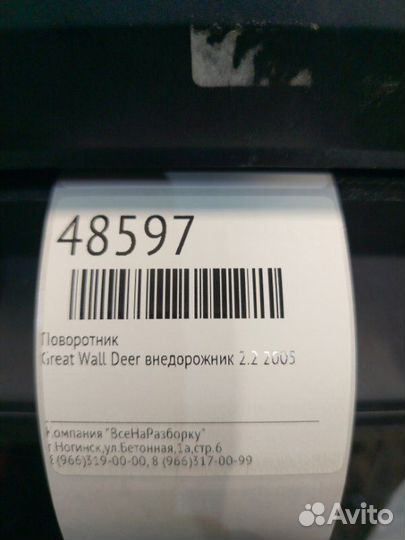 48597
Поворотник
Great Wall Deer внедорожник 2.2 2005
Компания "ВсеНаРазборку"
г.Ногинск,ул.Бетонная,1а,стр.6
8 (966)319-00-00, 8 (966)317-00-99
Avito